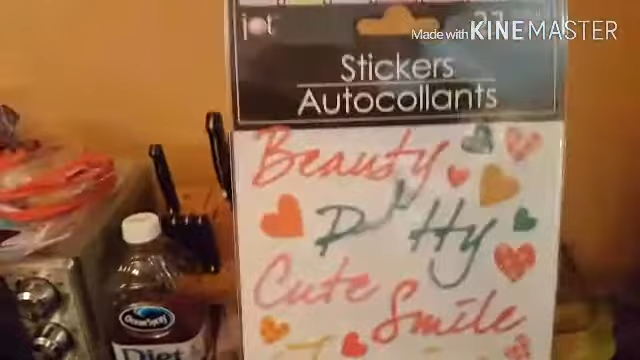 Made with KINEMASTER
jot
Stickers
Autocollants
Beauty
Cute
Smile
Ocean Spray
Diet